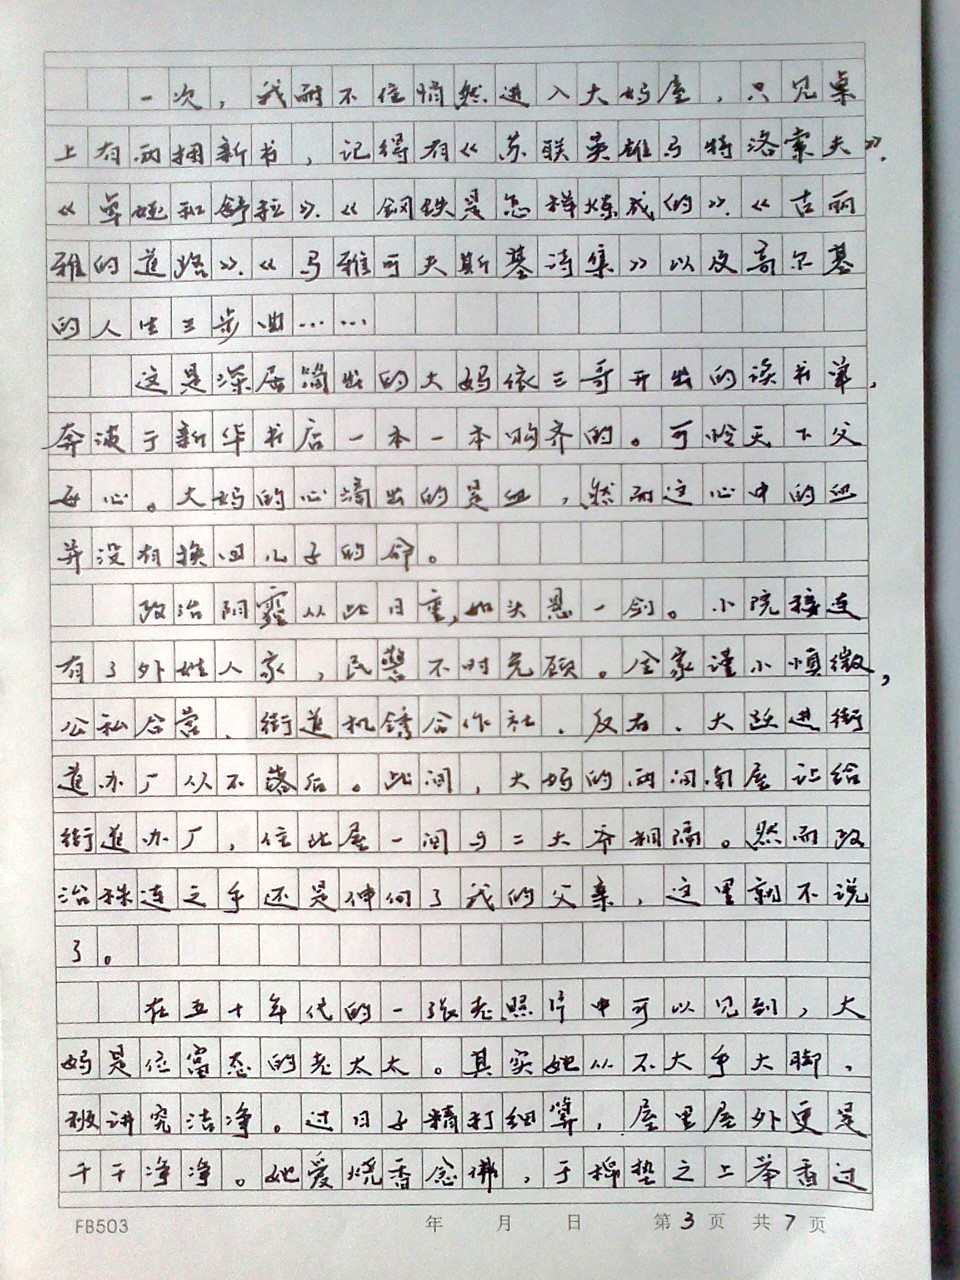 一次，我耐不住悄然进入大妈屋，只见桌
上有两捆新书，记得有《苏联英雄马特洛索夫》.
《卓娅和舒拉》.《钢铁是怎样炼成的》.《古丽
雅的道路》.《马雅可夫斯基诗集》以及高尔基
的人生三步曲……
这是深居简出的大妈依三哥开出的读书单，
奔波于新华书店一本一本购齐的。可怜天下父
母心。大妈的心滴出的是血，然而这心中的血
并没有换回儿子的命。
政治阴霾从此日重，如头悬一剑。小院接连
有了外姓人家，民警不时光顾。全家谨小慎微，
公私合营、街道机绣合作社、反右、大跃进街
道办厂从不落后。此间，大妈的两间南屋让给
街道办厂，住北屋一间与二大爷相隔。然而政
治株连之手还是伸向了我的父亲，这里就不说
了。
在五十年代的一张老照片中可以见到，大
妈是位富态的老太太。其实她从不大手大脚，
极讲究洁净。过日子精打细算，屋里屋外更是
干干净净。她爱烧香念佛，于棉垫之上举香过
FB503 年 月 日 第3页 共7页